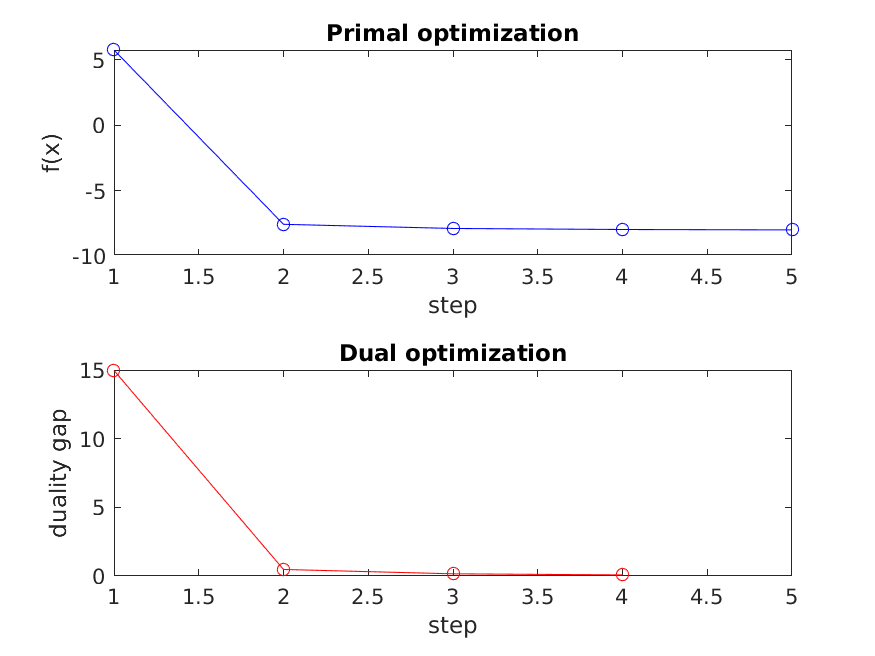 Primal optimization
5
0
-5
-10
f(x)
1 1.5 2 2.5 3 3.5 4 4.5 5
step
Dual optimization
15
10
5
0
duality gap
1 1.5 2 2.5 3 3.5 4 4.5 5
step